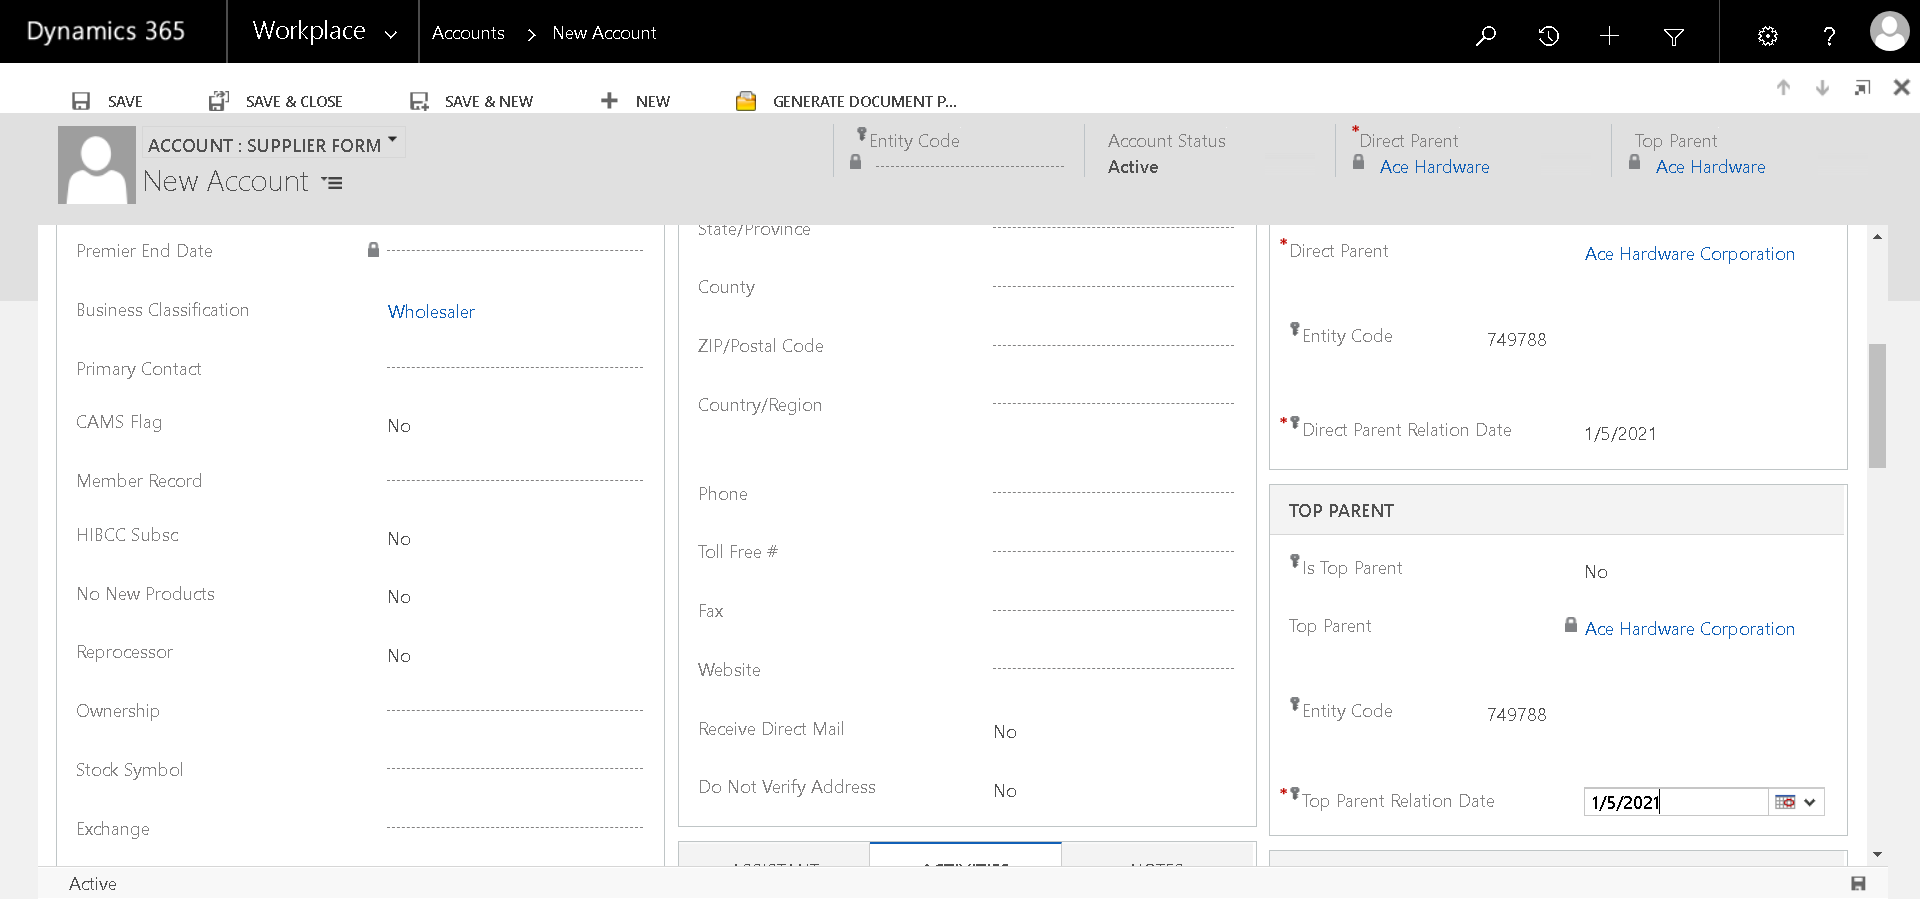 Dynamics 365
Workplace
Accounts > New Account
SAVE
SAVE & CLOSE
SAVE & NEW
NEW
GENERATE DOCUMENT P...
ACCOUNT : SUPPLIER FORM
New Account
Entity Code
Account Status
Active
Direct Parent
Ace Hardware
Top Parent
Ace Hardware
Premier End Date
Business Classification Wholesaler
Primary Contact
CAMS Flag No
Member Record
HIBCC Subsc No
No New Products No
Reprocessor No
Ownership
Stock Symbol
Exchange
State/Province
County
ZIP/Postal Code
Country/Region
Phone
Toll Free #
Fax
Website
Receive Direct Mail No
Do Not Verify Address No
ASSISTANT ACTIVITIES NOTES
*Direct Parent Ace Hardware Corporation
Entity Code 749788
*Direct Parent Relation Date 1/5/2021
TOP PARENT
Is Top Parent No
Top Parent Ace Hardware Corporation
Entity Code 749788
*Top Parent Relation Date 1/5/2021
Active